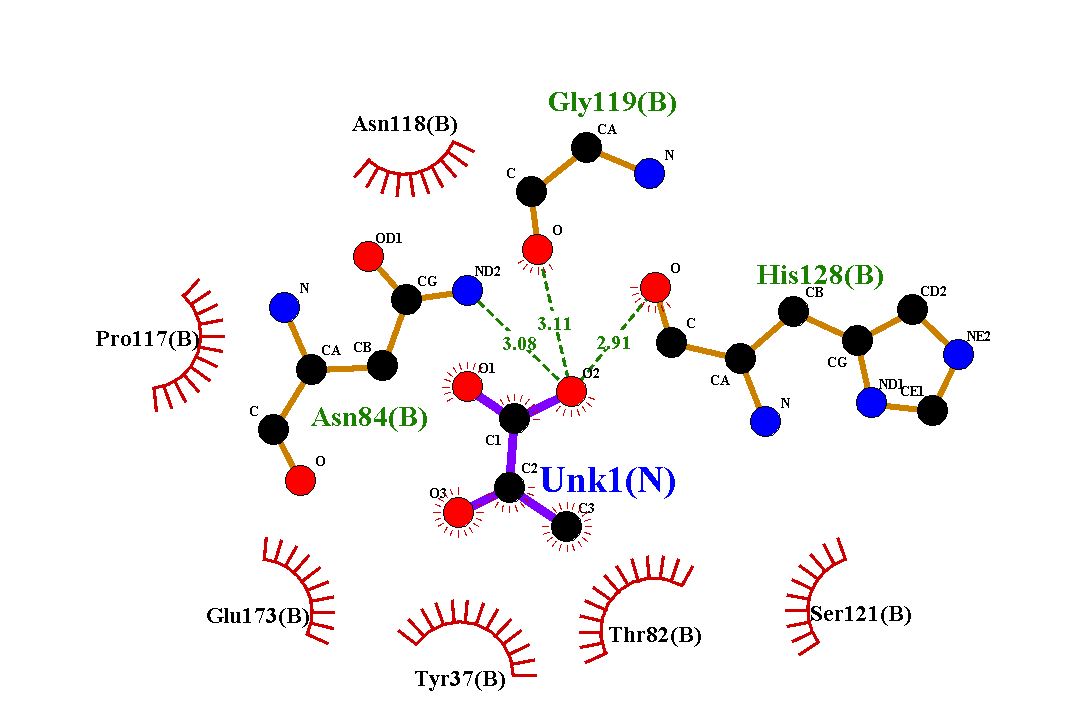 Gly119(B)
Asn118(B)
CA
N
C
O
OD1
ND2
CG
N
O
His128(B)
CB
CD2
3.11
3.08
2.91
C
NE2
Pro117(B)
CA
CB
CG
CA
ND1
CE1
O1
O2
C
Asn84(B)
N
C1
O
C2
Unk1(N)
O3
C3
Glu173(B)
Tyr37(B)
Thr82(B)
Ser121(B)